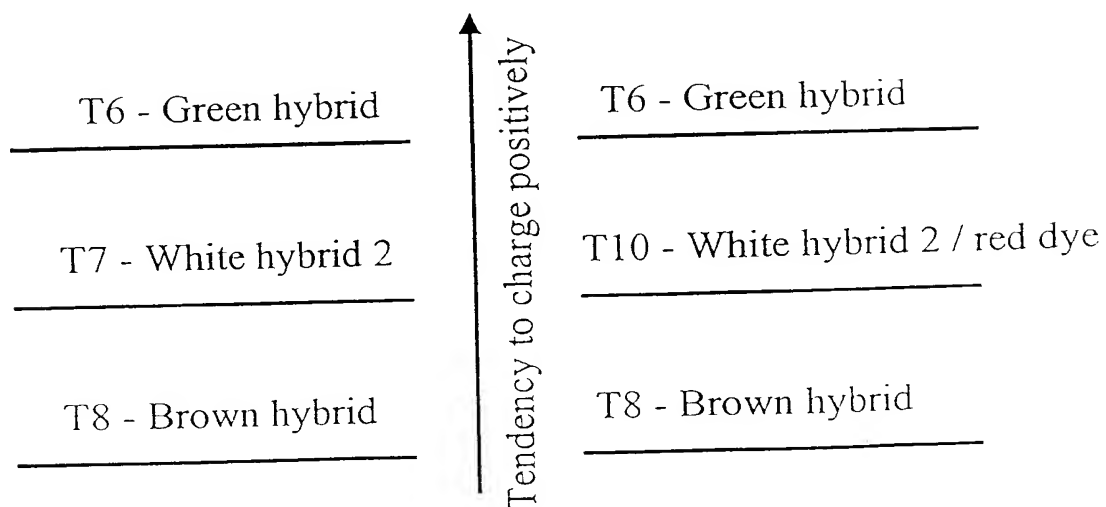 T6 - Green hybrid
T7 - White hybrid 2
T8 - Brown hybrid
Tendency to charge positively
T6 - Green hybrid
T10 - White hybrid 2 / red dye
T8 - Brown hybrid